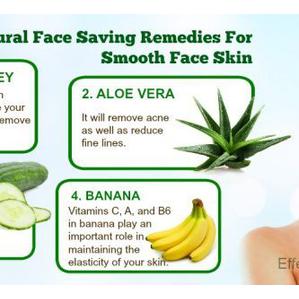 ural Face Saving Remedies For
Smooth Face Skin
EY
n
e your
emove
2. ALOE VERA
It will remove acne
as well as reduce
fine lines.
4. BANANA
Vitamins C, A, and B6
in banana play an
important role in
maintaining the
elasticity of your skin.
Effe